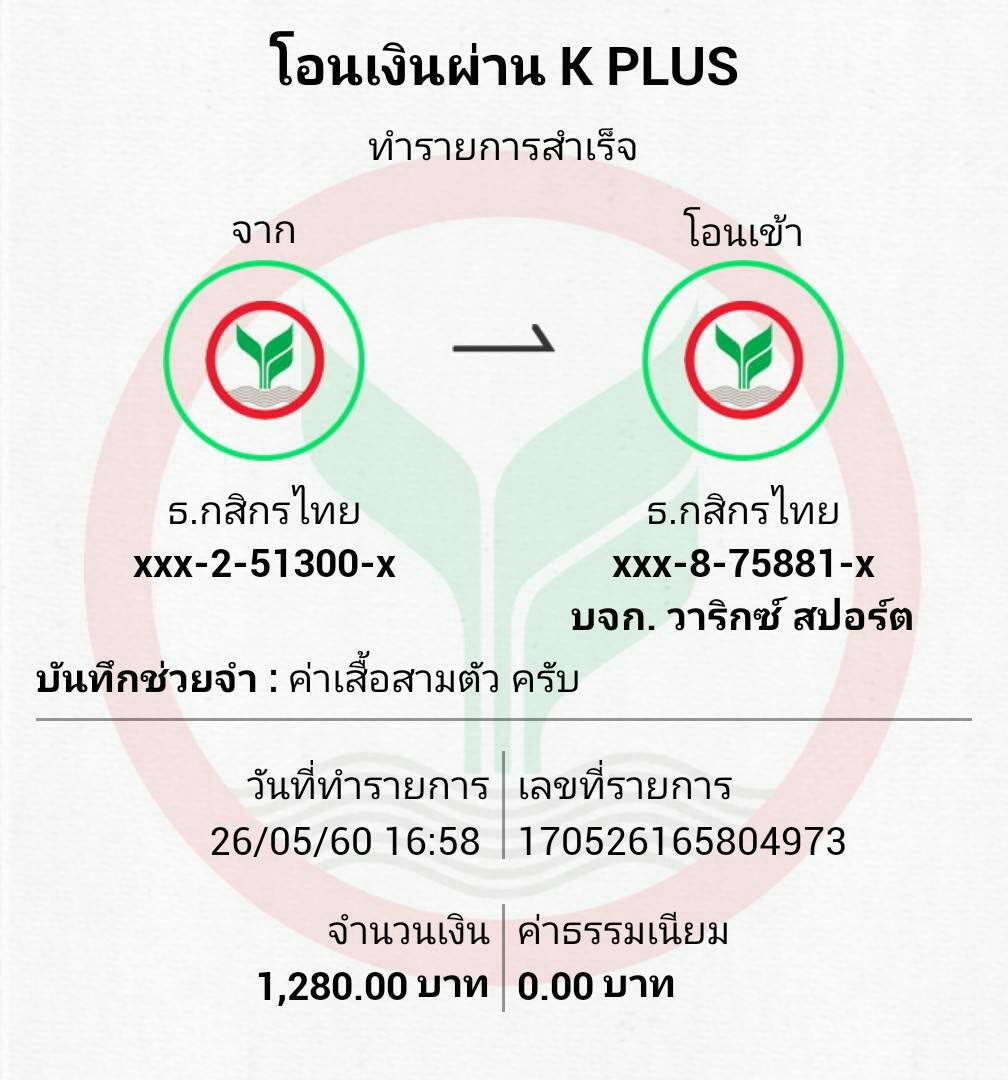 โอนเงินผ่าน K PLUS
ทำรายการสำเร็จ
จาก
โอนเข้า
ธ.กสิกรไทย
xxx-2-51300-x
ธ.กสิกรไทย
xxx-8-75881-x
บจก. วาริกซ์ สปอร์ต
บันทึกช่วยจำ : ค่าเสื้อสามตัว ครับ
วันที่ทำรายการ
26/05/60 16:58
เลขที่รายการ
170526165804973
จำนวนเงิน
1,280.00 บาท
ค่าธรรมเนียม
0.00 บาท